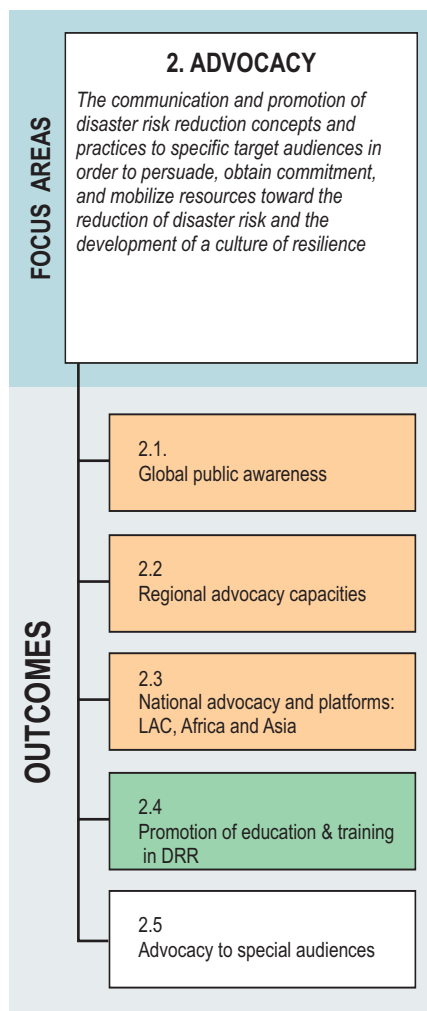 FOCUS AREAS
2. ADVOCACY
The communication and promotion of
disaster risk reduction concepts and
practices to specific target audiences in
order to persuade, obtain commitment,
and mobilize resources toward the
reduction of disaster risk and the
development of a culture of resilience
OUTCOMES
2.1.
Global public awareness
2.2
Regional advocacy capacities
2.3
National advocacy and platforms:
LAC, Africa and Asia
2.4
Promotion of education & training
in DRR
2.5
Advocacy to special audiences